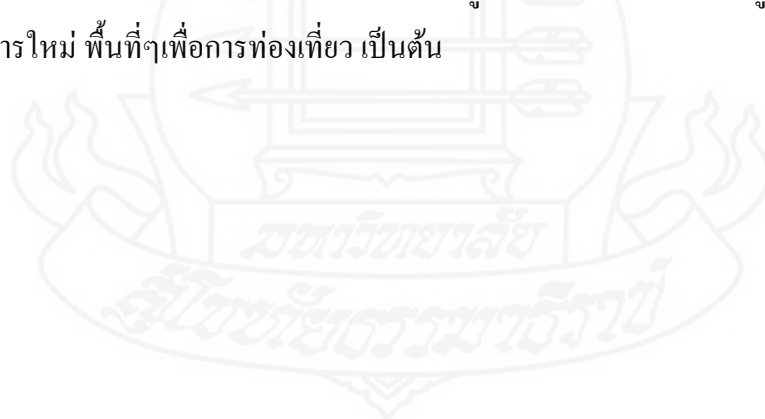 ารใหม่ พื้นที่ๆเพื่อการท่องเที่ยว เป็นต้น
มหาวิทยาลัย
สุโขทัยธรรมาธิราช